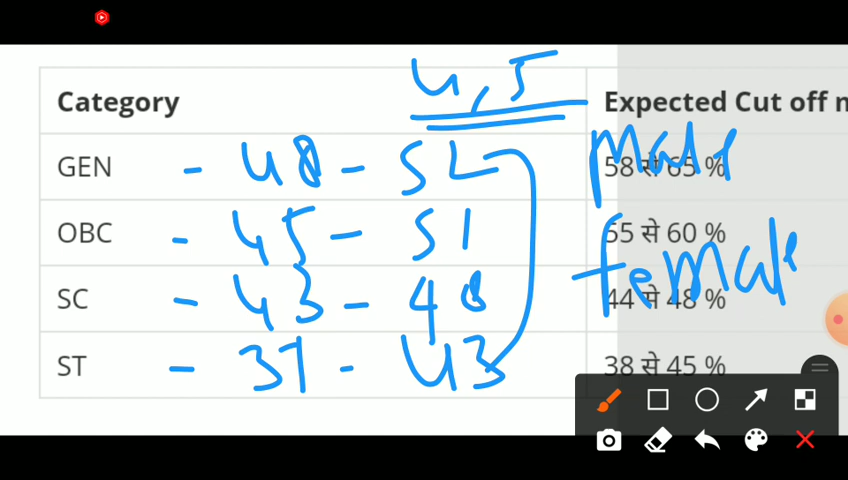 4,5
Category Expected Cut off m
GEN - 48 - 52 58 से 65 % male
OBC - 45 - 51 55 से 60 % female
SC - 43 - 48 44 से 48 %
ST - 37 - 43 38 से 45 %